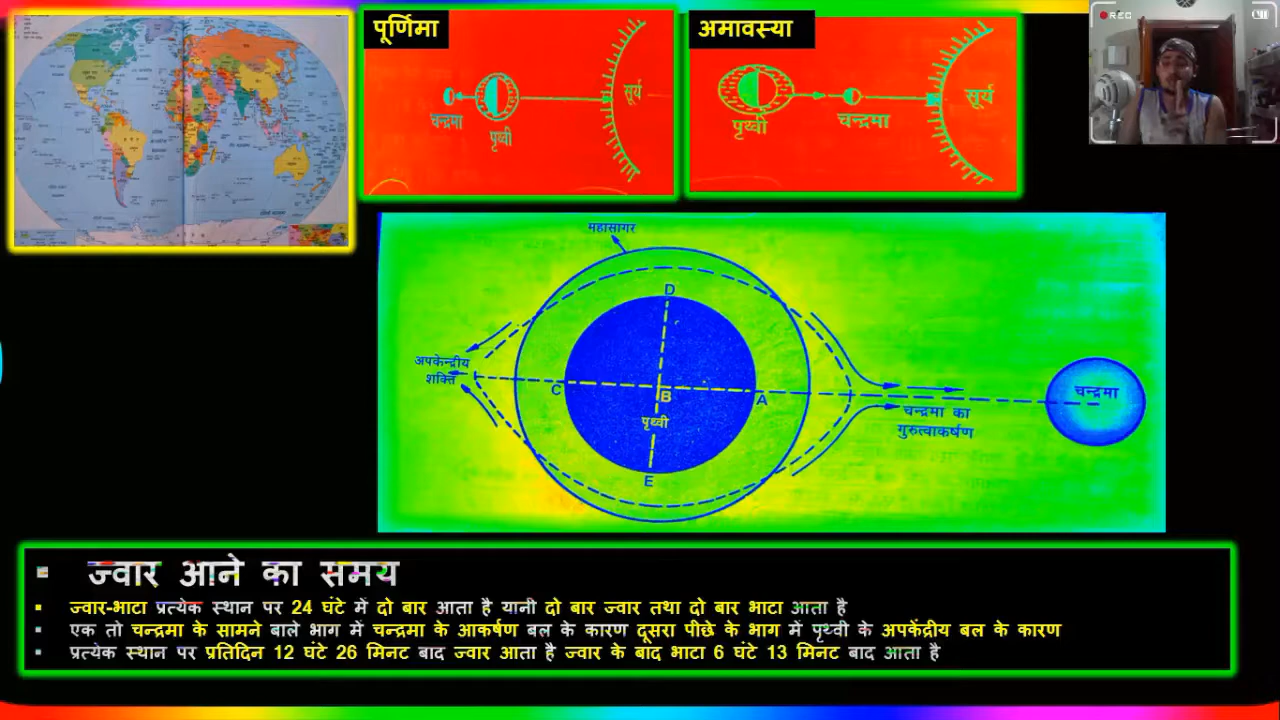 पूर्णिमा
चन्द्रमा
पृथ्वी
सूर्य
अमावस्या
पृथ्वी
चन्द्रमा
सूर्य
REC
महासागर
D
अपकेन्द्रीय
शक्ति
C
B
A
पृथ्वी
E
चन्द्रमा का
गुरुत्वाकर्षण
चन्द्रमा
ज्वार आने का समय
ज्वार-भाटा प्रत्येक स्थान पर 24 घंटे में दो बार आता है यानी दो बार ज्वार तथा दो बार भाटा आता है
एक तो चन्द्रमा के सामने बाले भाग में चन्द्रमा के आकर्षण बल के कारण दूसरा पीछे के भाग में पृथ्वी के अपकेंद्रीय बल के कारण
प्रत्येक स्थान पर प्रतिदिन 12 घंटे 26 मिनट बाद ज्वार आता है ज्वार के बाद भाटा 6 घंटे 13 मिनट बाद आता है